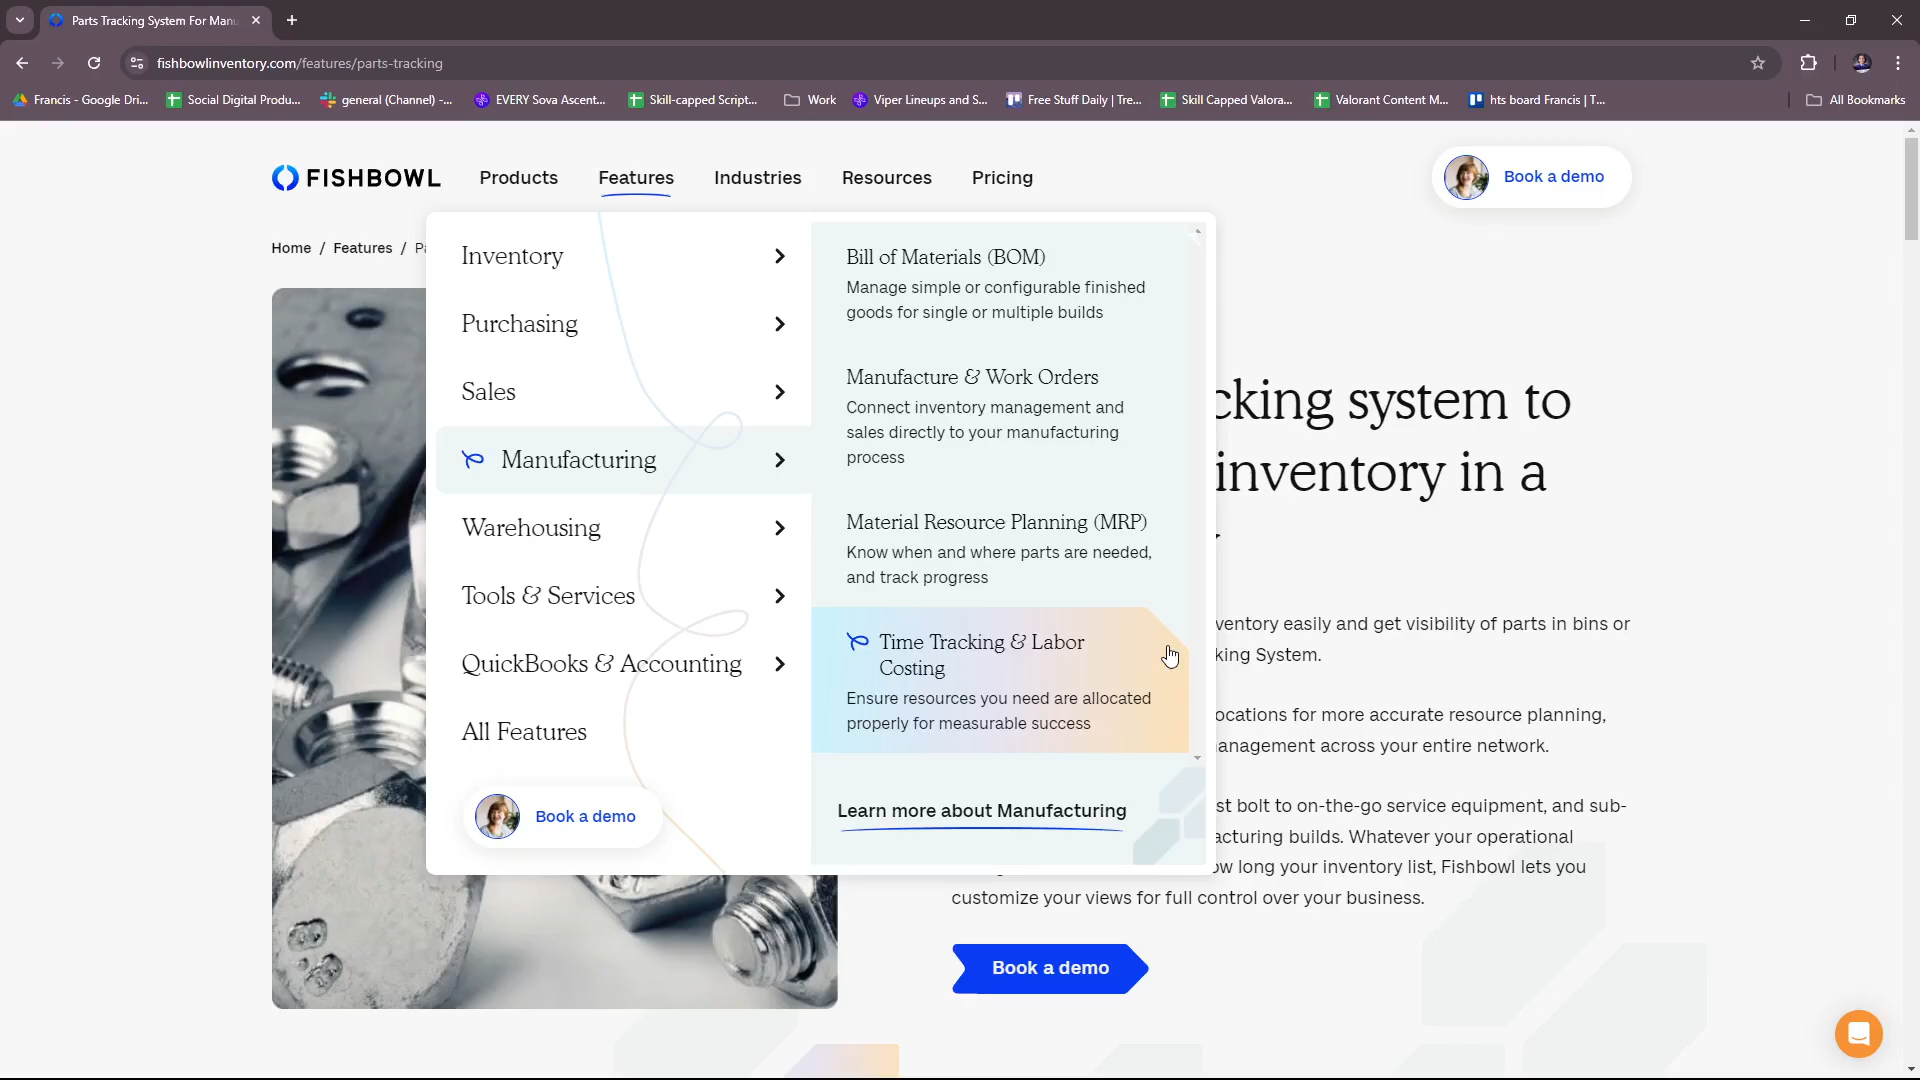 Parts Tracking System For Manu
fishbowlinventory.com/features/parts-tracking
Francis - Google Dri...
Social Digital Produ...
general (Channel) -...
EVERY Sova Ascent...
Skill-capped Script...
Work
Viper Lineups and S...
Free Stuff Daily | Tre...
Skill Capped Valora...
Valorant Content M...
hts board Francis | T...
All Bookmarks
FISHBOWL
Products
Features
Industries
Resources
Pricing
Book a demo
Home / Features /
Inventory
Purchasing
Sales
Manufacturing
Warehousing
Tools & Services
QuickBooks & Accounting
All Features
Book a demo
Bill of Materials (BOM)
Manage simple or configurable finished
goods for single or multiple builds
Manufacture & Work Orders
Connect inventory management and
sales directly to your manufacturing
process
Material Resource Planning (MRP)
Know when and where parts are needed,
and track progress
Time Tracking & Labor
Costing
Ensure resources you need are allocated
properly for measurable success
Learn more about Manufacturing
cking system to
inventory in a
ventory easily and get visibility of parts in bins or
king System.
ocations for more accurate resource planning,
anagement across your entire network.
st bolt to on-the-go service equipment, and sub-
acturing builds. Whatever your operational
ow long your inventory list, Fishbowl lets you
customize your views for full control over your business.
Book a demo